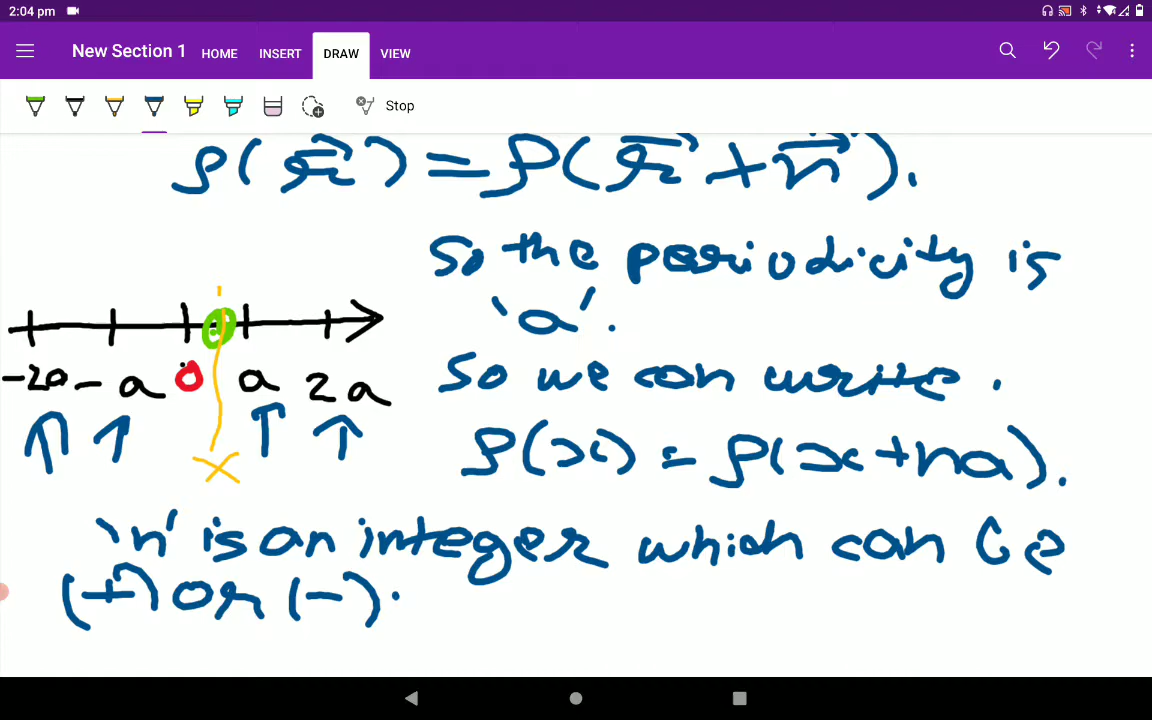 2:04 pm
New Section 1 HOME INSERT DRAW VIEW
Stop
ρ(r⃗) = ρ(r⃗ + n⃗).
So the periodicity is
'a'.
-2a -a 0 a 2a
x
So we can write.
ρ(x) = ρ(x+na).
'n' is an integer which can be
(+) or (-).